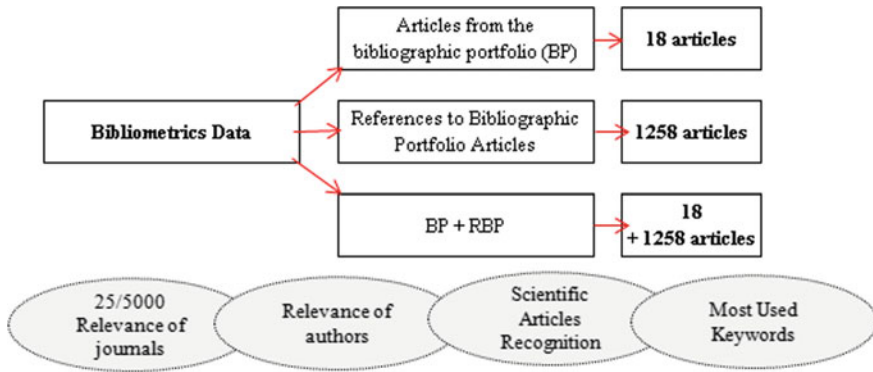 Articles from the
bibliographic portfolio (BP)
18 articles
Bibliometrics Data
References to Bibliographic
Portfolio Articles
1258 articles
BP + RBP
18
+ 1258 articles
25/5000
Relevance of
journals
Relevance of
authors
Scientific
Articles
Recognition
Most Used
Keywords